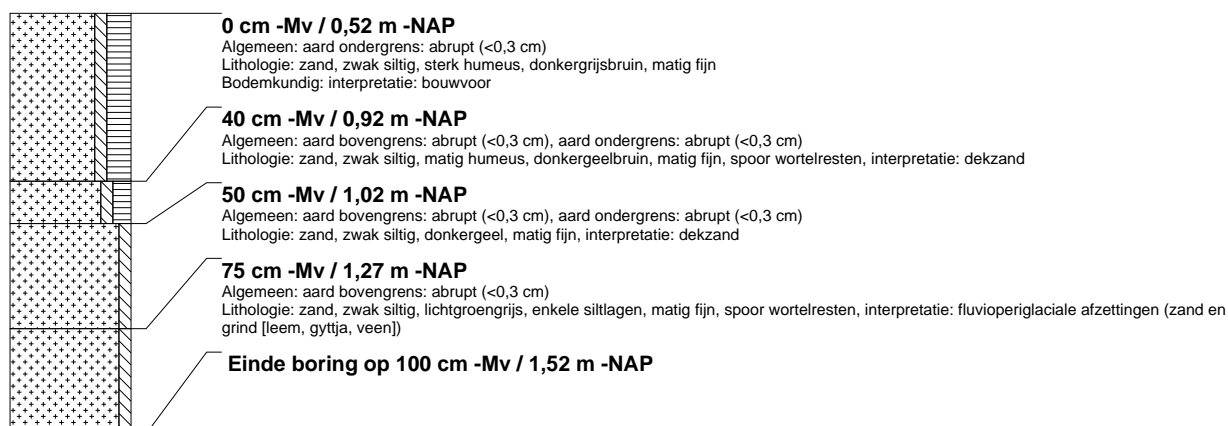 0 cm -Mv / 0,52 m -NAP
Algemeen: aard ondergrens: abrupt (<0,3 cm)
Lithologie: zand, zwak siltig, sterk humeus, donkergrijsbruin, matig fijn
Bodemkundig: interpretatie: bouwvoor
40 cm -Mv / 0,92 m -NAP
Algemeen: aard bovengrens: abrupt (<0,3 cm), aard ondergrens: abrupt (<0,3 cm)
Lithologie: zand, zwak siltig, matig humeus, donkergeelbruin, matig fijn, spoor wortelresten, interpretatie: dekzand
50 cm -Mv / 1,02 m -NAP
Algemeen: aard bovengrens: abrupt (<0,3 cm), aard ondergrens: abrupt (<0,3 cm)
Lithologie: zand, zwak siltig, donkergeel, matig fijn, interpretatie: dekzand
75 cm -Mv / 1,27 m -NAP
Algemeen: aard bovengrens: abrupt (<0,3 cm)
Lithologie: zand, zwak siltig, lichtgroengrijs, enkele siltlagen, matig fijn, spoor wortelresten, interpretatie: fluvioperiglaciale afzettingen (zand en
grind [leem, gyttja, veen])
Einde boring op 100 cm -Mv / 1,52 m -NAP